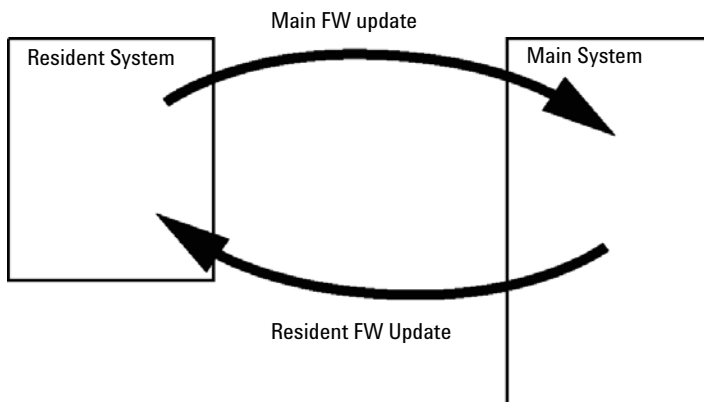 Main FW update
Resident System
Main System
Resident FW Update